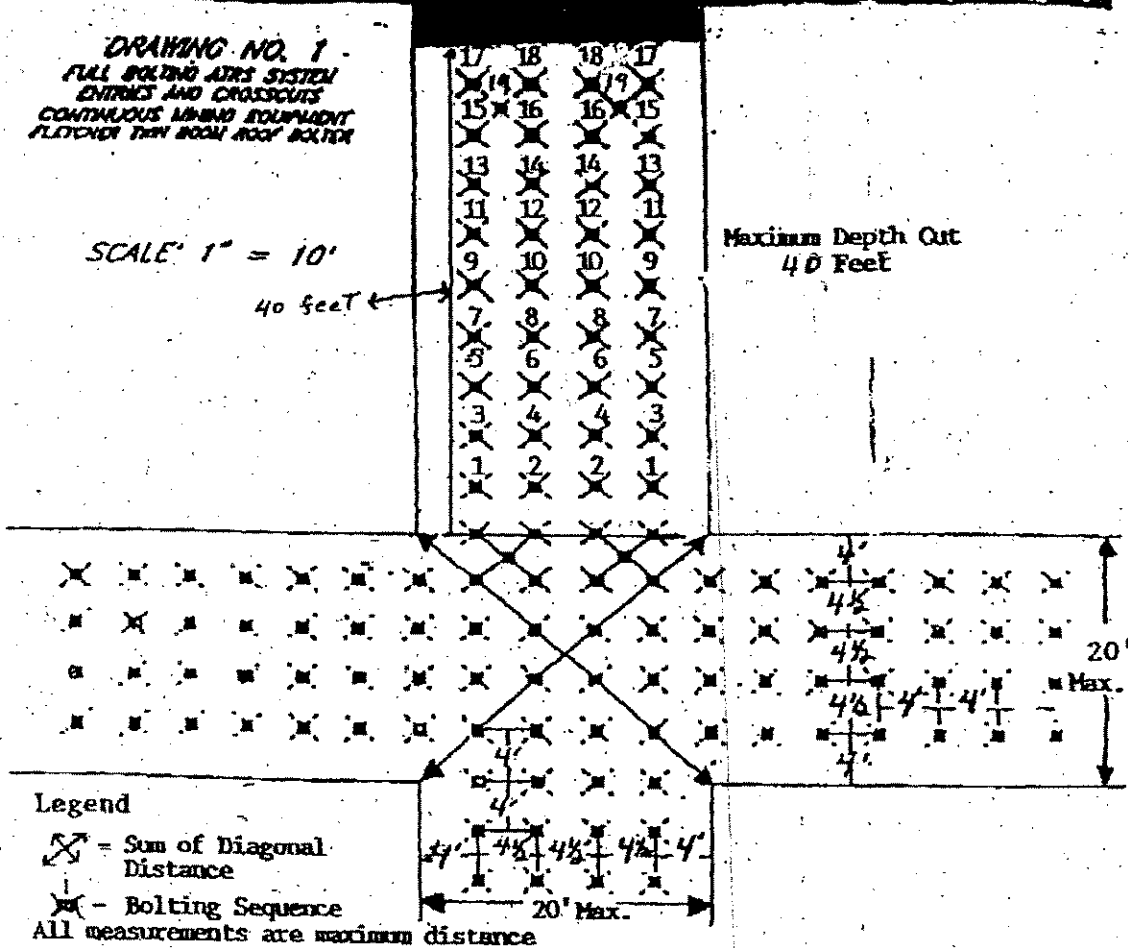 DRAWING NO. 1
FULL BOLTING ATRS SYSTEM
ENTRIES AND CROSSCUTS
CONTINUOUS MINING EQUIPMENT
FLETCHER TWIN BOOM ROOF BOLTER
SCALE' 1" = 10'
40 feet
Maximum Depth Cut
40 Feet
17 18 18 17
19 19
15 16 16 15
13 14 14 13
11 12 12 11
9 10 10 9
7 8 8 7
5 6 6 5
3 4 4 3
1 2 2 1
4'
4½
4½
20'
Max.
4½ 4' 4'
4'
4'
4'
4' 4½ 4½ 4½ 4'
20' Max.
Legend
= Sum of Diagonal
Distance
- Bolting Sequence
All measurements are maximum distance